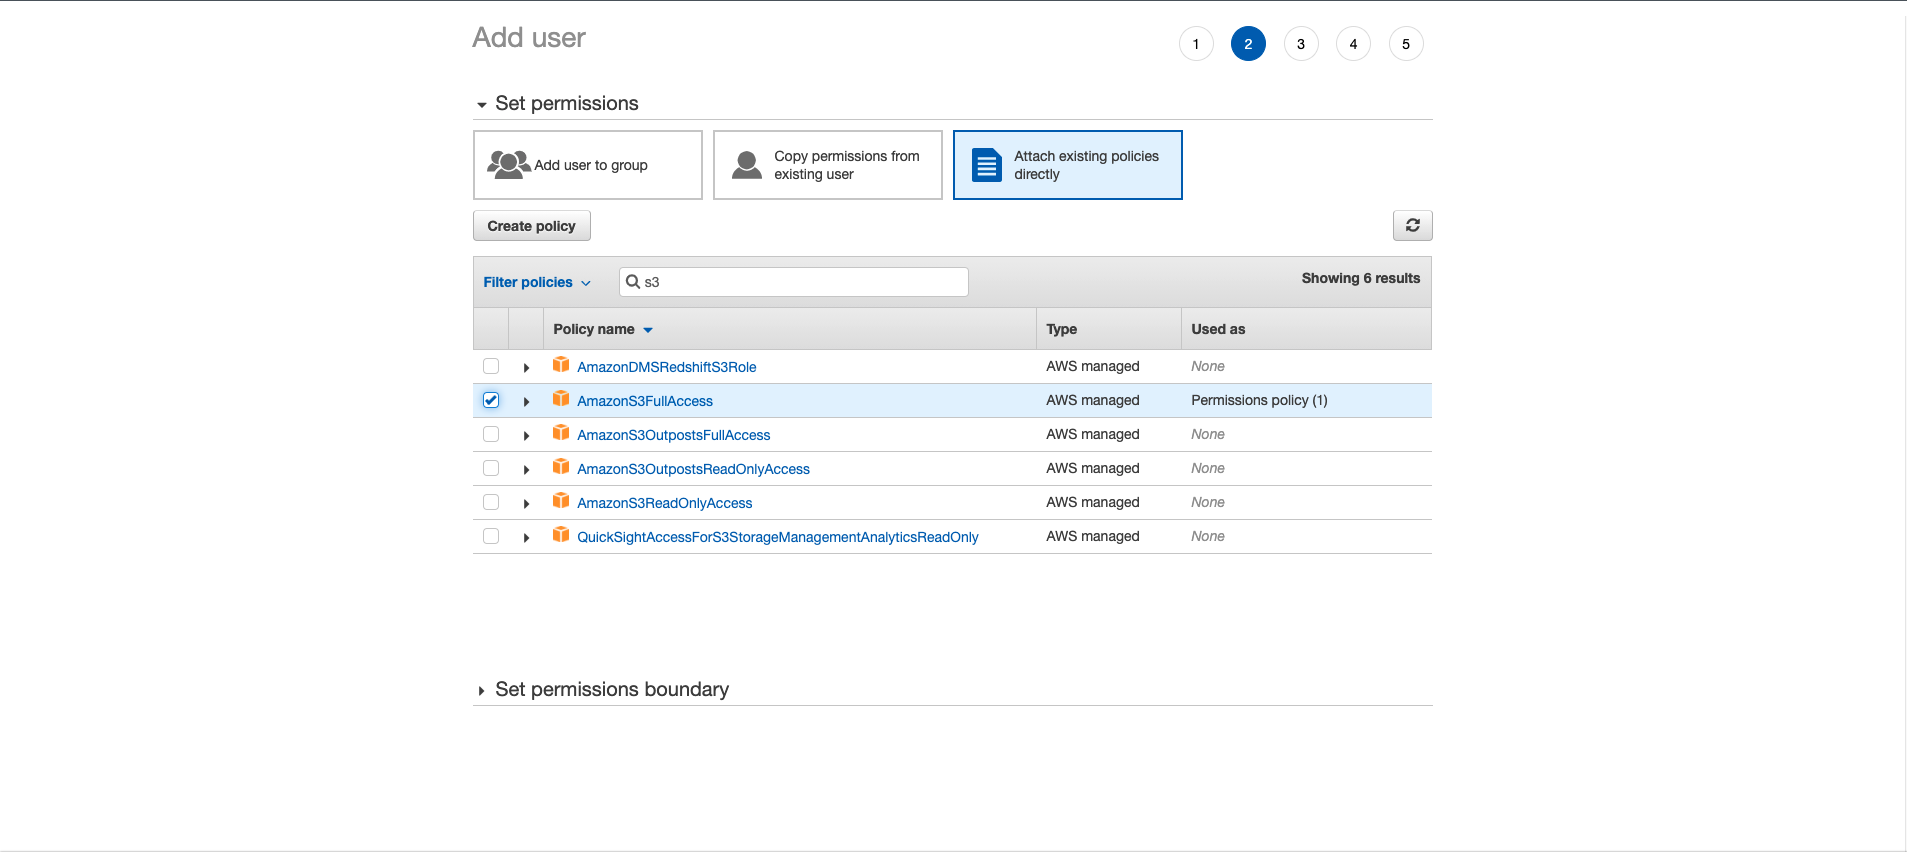 Add user
1 2 3 4 5
Set permissions
Add user to group
Copy permissions from
existing user
Attach existing policies
directly
Create policy
Filter policies
s3
Showing 6 results
Policy name Type Used as
AmazonDMSRedshiftS3Role AWS managed None
AmazonS3FullAccess AWS managed Permissions policy (1)
AmazonS3OutpostsFullAccess AWS managed None
AmazonS3OutpostsReadOnlyAccess AWS managed None
AmazonS3ReadOnlyAccess AWS managed None
QuickSightAccessForS3StorageManagementAnalyticsReadOnly AWS managed None
Set permissions boundary